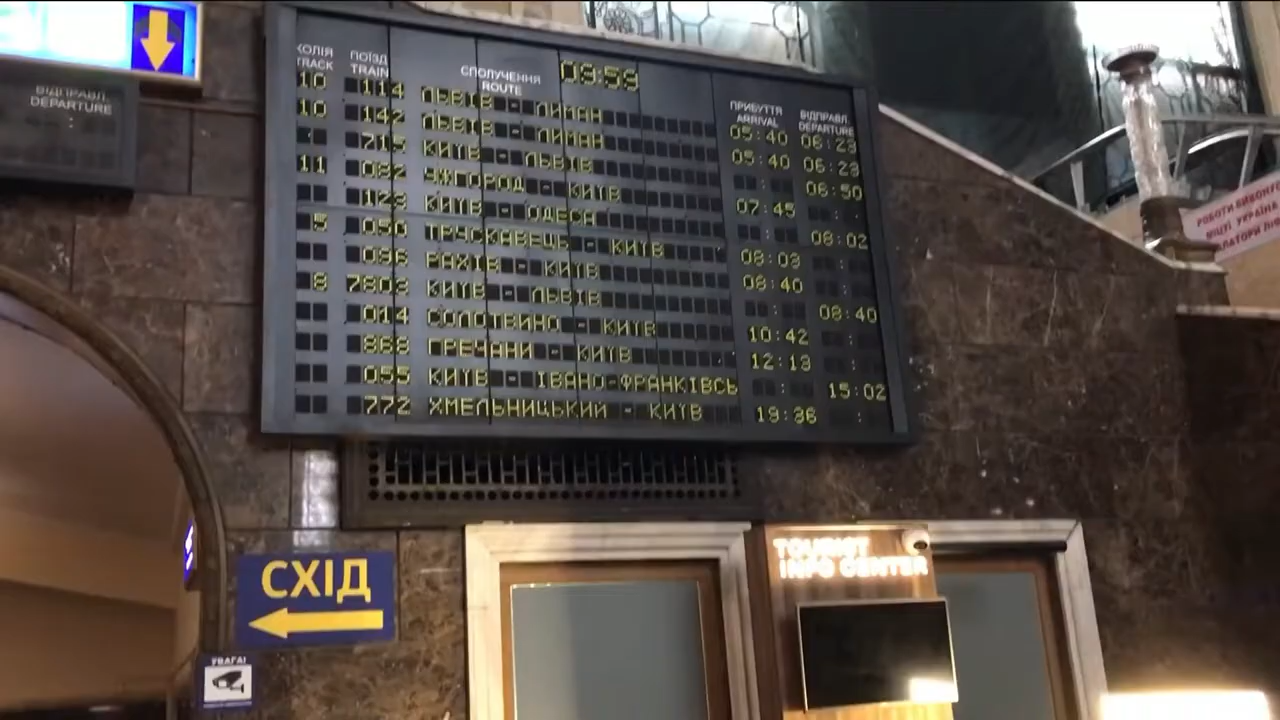 ВІДПРАВЛ.
DEPARTURE
КОЛІЯ ПОЇЗД СПОЛУЧЕННЯ ПРИБУТТЯ ВІДПРАВЛ.
TRACK TRAIN ROUTE ARRIVAL DEPARTURE
10 114 ЛЬВІВ - ЛИМАН 05:40 06:23
10 142 ЛЬВІВ - ЛИМАН 05:40 06:23
715 КИЇВ - ЛЬВІВ 06:50
11 082 УЖГОРОД - КИЇВ 07:45
123 КИЇВ - ОДЕСА 08:02
5 050 ТРУСКАВЕЦЬ - КИЇВ 08:03
096 РАХІВ - КИЇВ 08:40
8 7803 КИЇВ - ЛЬВІВ 08:40
014 СОЛОТВИНО - КИЇВ 10:42
868 ГРЕЧАНИ - КИЇВ 12:13
055 КИЇВ - ІВАНО-ФРАНКІВСЬ 15:02
772 ХМЕЛЬНИЦЬКИЙ - КИЇВ 19:36
РОБОТИ
УКРАЇНА
СХІД
УВАГА!
TOURIST
INFO CENTER